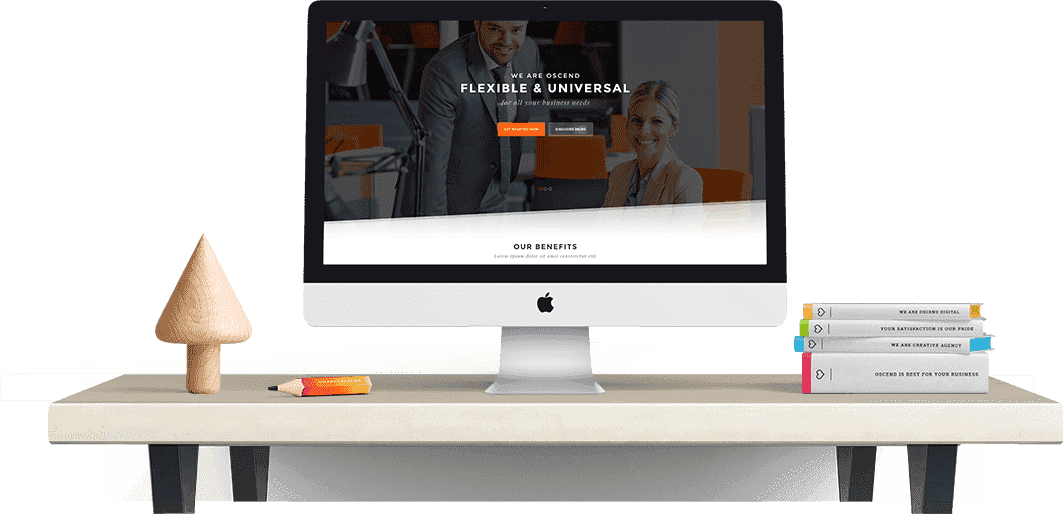 WE ARE OSCEND
FLEXIBLE & UNIVERSAL
for all your business needs
GET STARTED NOW
DISCOVER MORE
OUR BENEFITS
Lorem ipsum dolor sit amet consectetur elit
WE ARE OSCEND DIGITAL
YOUR SATISFACTION IS OUR PRIDE
WE ARE CREATIVE AGENCY
OSCEND IS BEST FOR YOUR BUSINESS